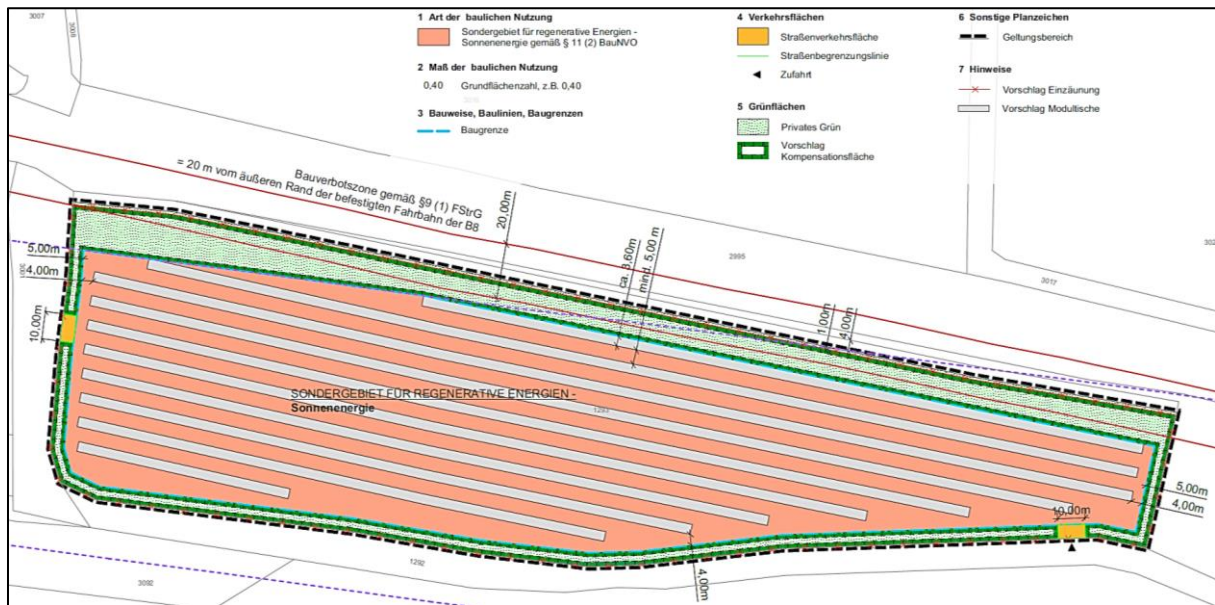 3007
3008
1 Art der baulichen Nutzung
Sondergebiet für regenerative Energien -
Sonnenenergie gemäß § 11 (2) BauNVO
2 Maß der baulichen Nutzung
0,40 Grundflächenzahl, z.B. 0,40
3 Bauweise, Baulinien, Baugrenzen
Baugrenze
4 Verkehrsflächen
Straßenverkehrsfläche
Straßenbegrenzungslinie
Zufahrt
5 Grünflächen
Privates Grün
Vorschlag
Kompensationsfläche
6 Sonstige Planzeichen
Geltungsbereich
7 Hinweise
Vorschlag Einzäunung
Vorschlag Modultische
Bauverbotszone gemäß §9 (1) FStrG
= 20 m vom äußeren Rand der befestigten Fahrbahn der B8
20,00m
ca. 3,60m
mind. 5,00 m
2995
3017
302
1,00m
4,00m
5,00m
4,00m
3001
10,00m
SONDERGEBIET FÜR REGENERATIVE ENERGIEN -
Sonnenenergie
1293
5,00m
4,00m
10,00m
4,00m
1292
3092